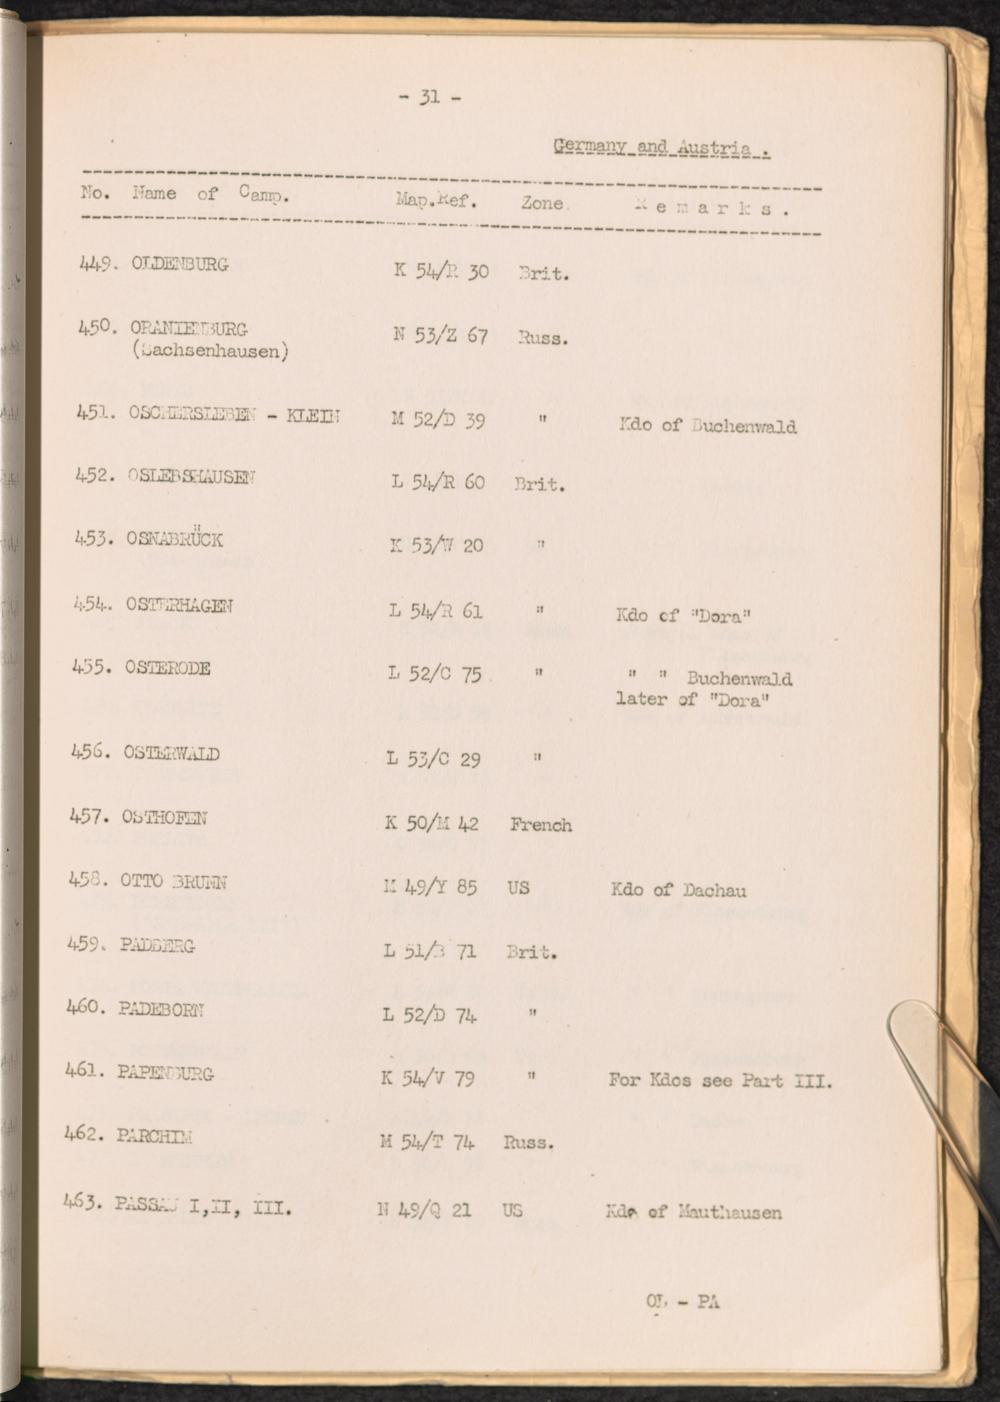 - 31 -
Germany and Austria .
No. Name of Camp. Map.Ref. Zone. Remarks.
449. OLDENBURG K 54/R 30 Brit.
450. ORANIENBURG N 53/Z 67 Russ.
(Sachsenhausen)
451. OSCHERSLEBEN - KLEIN M 52/D 39 " Kdo of Buchenwald
452. OSLEBSHAUSEN L 54/R 60 Brit.
453. OSNABRÜCK K 53/W 20 "
454. OSTERHAGEN L 54/R 61 " Kdo of "Dora"
455. OSTERODE L 52/C 75 " " " Buchenwald
later of "Dora"
456. OSTERWALD L 53/C 29 "
457. OSTHOFEN K 50/M 42 French
458. OTTO BRUNN M 49/Y 85 US Kdo of Dachau
459. PADBERG L 51/B 71 Brit.
460. PADEBORN L 52/D 74 "
461. PAPENBURG K 54/V 79 " For Kdos see Part III.
462. PARCHIM M 54/T 74 Russ.
463. PASSAU I,II, III. N 49/Q 21 US Kdo of Mauthausen
OL - PA